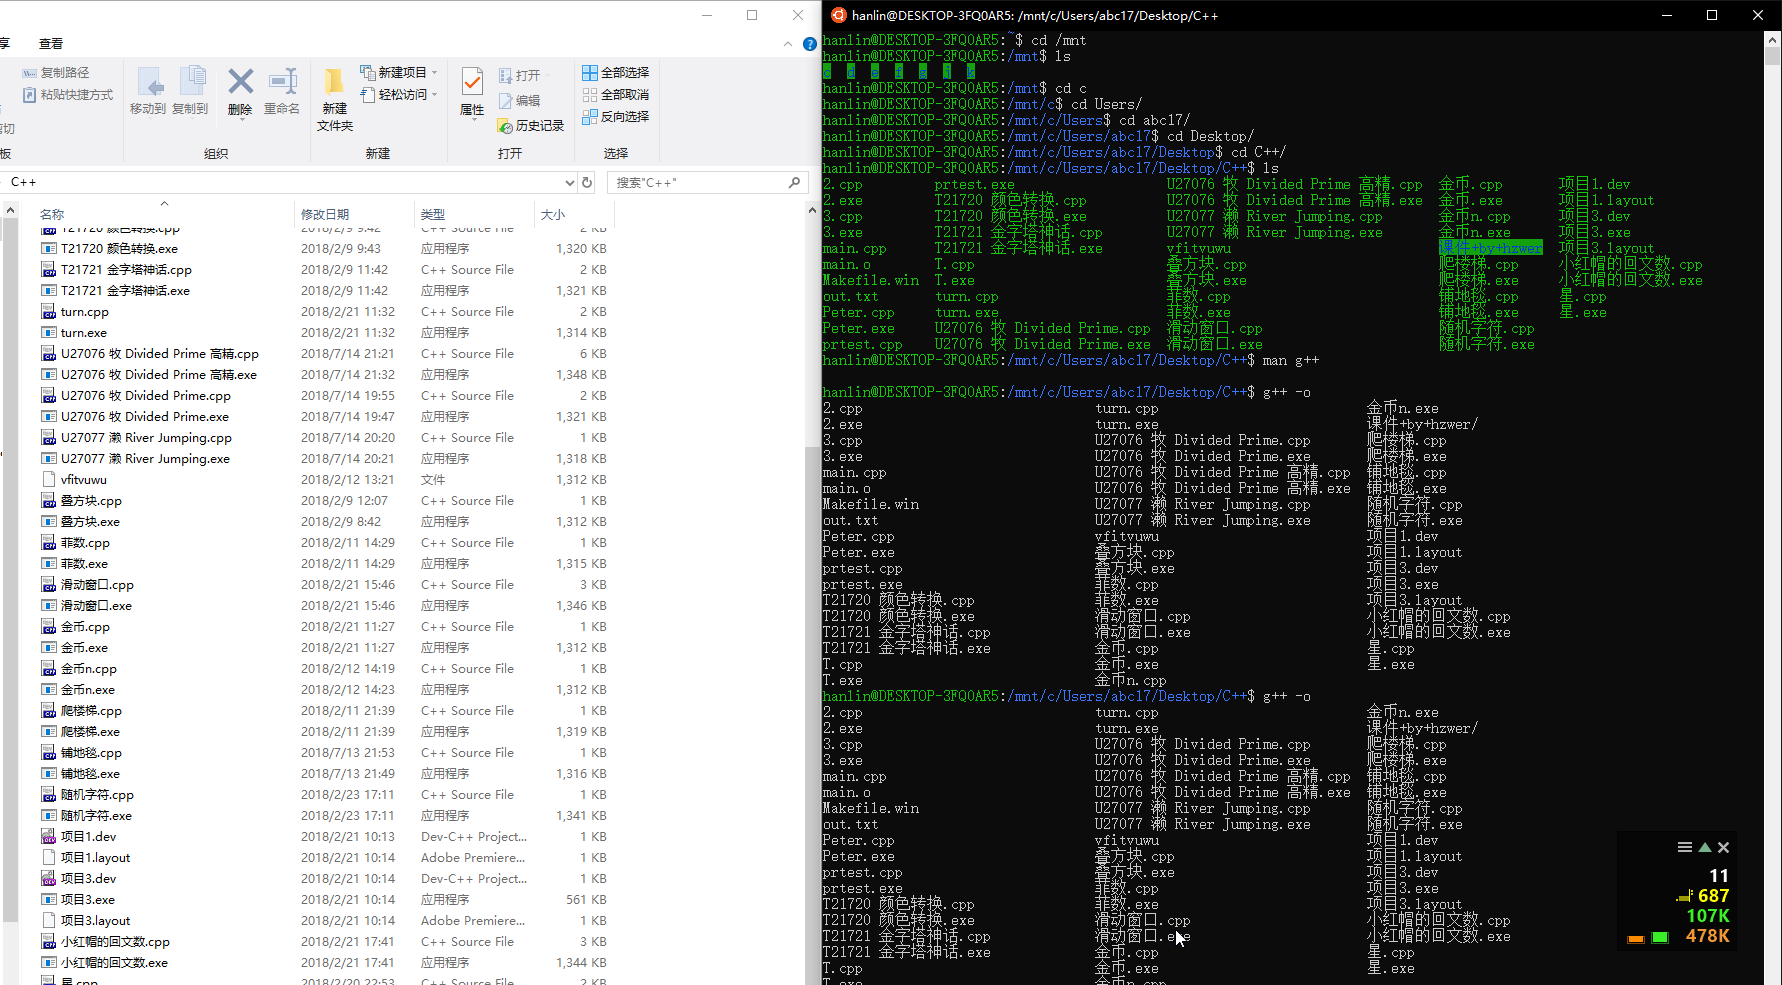 享
查看
复制路径
粘贴快捷方式
剪切
板
移动到
复制到
删除
重命名
组织
新建
文件夹
新建项目
轻松访问
新建
属性
打开
编辑
历史记录
打开
全部选择
全部取消
反向选择
选择
C++
搜索"C++"
名称 修改日期 类型 大小
T21720 颜色转换.cpp 2018/2/9 9:42 C++ Source File 2 KB
T21720 颜色转换.exe 2018/2/9 9:43 应用程序 1,320 KB
T21721 金字塔神话.cpp 2018/2/9 11:42 C++ Source File 2 KB
T21721 金字塔神话.exe 2018/2/9 11:42 应用程序 1,321 KB
turn.cpp 2018/2/21 11:32 C++ Source File 2 KB
turn.exe 2018/2/21 11:32 应用程序 1,314 KB
U27076 牧 Divided Prime 高精.cpp 2018/7/14 21:21 C++ Source File 6 KB
U27076 牧 Divided Prime 高精.exe 2018/7/14 21:32 应用程序 1,348 KB
U27076 牧 Divided Prime.cpp 2018/7/14 19:55 C++ Source File 2 KB
U27076 牧 Divided Prime.exe 2018/7/14 19:47 应用程序 1,321 KB
U27077 濑 River Jumping.cpp 2018/7/14 20:20 C++ Source File 1 KB
U27077 濑 River Jumping.exe 2018/7/14 20:21 应用程序 1,318 KB
vfitvuwu 2018/2/12 13:21 文件 1,312 KB
叠方块.cpp 2018/2/9 12:07 C++ Source File 1 KB
叠方块.exe 2018/2/9 8:42 应用程序 1,312 KB
菲数.cpp 2018/2/11 14:29 C++ Source File 1 KB
菲数.exe 2018/2/11 14:29 应用程序 1,315 KB
滑动窗口.cpp 2018/2/21 15:46 C++ Source File 3 KB
滑动窗口.exe 2018/2/21 15:46 应用程序 1,346 KB
金币.cpp 2018/2/21 11:27 C++ Source File 1 KB
金币.exe 2018/2/21 11:27 应用程序 1,312 KB
金币n.cpp 2018/2/12 14:19 C++ Source File 1 KB
金币n.exe 2018/2/12 14:23 应用程序 1,312 KB
爬楼梯.cpp 2018/2/11 21:39 C++ Source File 1 KB
爬楼梯.exe 2018/2/11 21:39 应用程序 1,319 KB
铺地毯.cpp 2018/7/13 21:53 C++ Source File 1 KB
铺地毯.exe 2018/7/13 21:49 应用程序 1,316 KB
随机字符.cpp 2018/2/23 17:11 C++ Source File 1 KB
随机字符.exe 2018/2/23 17:11 应用程序 1,341 KB
项目1.dev 2018/2/21 10:13 Dev-C++ Project... 1 KB
项目1.layout 2018/2/21 10:14 Adobe Premiere... 1 KB
项目3.dev 2018/2/21 10:14 Dev-C++ Project... 1 KB
项目3.exe 2018/2/21 10:14 应用程序 561 KB
项目3.layout 2018/2/21 10:14 Adobe Premiere... 1 KB
小红帽的回文数.cpp 2018/2/21 17:41 C++ Source File 3 KB
小红帽的回文数.exe 2018/2/21 17:41 应用程序 1,344 KB
星.cpp 2018/2/20 22:53 C++ Source File 2 KB
hanlin@DESKTOP-3FQ0AR5: /mnt/c/Users/abc17/Desktop/C++
hanlin@DESKTOP-3FQ0AR5:~$ cd /mnt
hanlin@DESKTOP-3FQ0AR5:/mnt$ ls
c d e f g i k
hanlin@DESKTOP-3FQ0AR5:/mnt$ cd c
hanlin@DESKTOP-3FQ0AR5:/mnt/c$ cd Users/
hanlin@DESKTOP-3FQ0AR5:/mnt/c/Users$ cd abc17/
hanlin@DESKTOP-3FQ0AR5:/mnt/c/Users/abc17$ cd Desktop/
hanlin@DESKTOP-3FQ0AR5:/mnt/c/Users/abc17/Desktop$ cd C++/
hanlin@DESKTOP-3FQ0AR5:/mnt/c/Users/abc17/Desktop/C++$ ls
2.cpp prtest.exe U27076 牧 Divided Prime 高精.cpp 金币.cpp 项目1.dev
2.exe T21720 颜色转换.cpp U27076 牧 Divided Prime 高精.exe 金币.exe 项目1.layout
3.cpp T21720 颜色转换.exe U27077 濑 River Jumping.cpp 金币n.cpp 项目3.dev
3.exe T21721 金字塔神话.cpp U27077 濑 River Jumping.exe 金币n.exe 项目3.exe
main.cpp T21721 金字塔神话.exe vfitvuwu 课件+by+hzwer 项目3.layout
main.o T.cpp 叠方块.cpp 爬楼梯.cpp 小红帽的回文数.cpp
Makefile.win T.exe 叠方块.exe 爬楼梯.exe 小红帽的回文数.exe
out.txt turn.cpp 菲数.cpp 铺地毯.cpp 星.cpp
Peter.cpp turn.exe 菲数.exe 铺地毯.exe 星.exe
Peter.exe U27076 牧 Divided Prime.cpp 滑动窗口.cpp 随机字符.cpp
prtest.cpp U27076 牧 Divided Prime.exe 滑动窗口.exe 随机字符.exe
hanlin@DESKTOP-3FQ0AR5:/mnt/c/Users/abc17/Desktop/C++$ man g++
hanlin@DESKTOP-3FQ0AR5:/mnt/c/Users/abc17/Desktop/C++$ g++ -o
2.cpp turn.cpp 金币n.exe
2.exe turn.exe 课件+by+hzwer/
3.cpp U27076 牧 Divided Prime.cpp 爬楼梯.cpp
3.exe U27076 牧 Divided Prime.exe 爬楼梯.exe
main.cpp U27076 牧 Divided Prime 高精.cpp 铺地毯.cpp
main.o U27076 牧 Divided Prime 高精.exe 铺地毯.exe
Makefile.win U27077 濑 River Jumping.cpp 随机字符.cpp
out.txt U27077 濑 River Jumping.exe 随机字符.exe
Peter.cpp vfitvuwu 项目1.dev
Peter.exe 叠方块.cpp 项目1.layout
prtest.cpp 叠方块.exe 项目3.dev
prtest.exe 菲数.cpp 项目3.exe
T21720 颜色转换.cpp 菲数.exe 项目3.layout
T21720 颜色转换.exe 滑动窗口.cpp 小红帽的回文数.cpp
T21721 金字塔神话.cpp 滑动窗口.exe 小红帽的回文数.exe
T21721 金字塔神话.exe 金币.cpp 星.cpp
T.cpp 金币.exe 星.exe
T.exe 金币n.cpp
hanlin@DESKTOP-3FQ0AR5:/mnt/c/Users/abc17/Desktop/C++$ g++ -o
2.cpp turn.cpp 金币n.exe
2.exe turn.exe 课件+by+hzwer/
3.cpp U27076 牧 Divided Prime.cpp 爬楼梯.cpp
3.exe U27076 牧 Divided Prime.exe 爬楼梯.exe
main.cpp U27076 牧 Divided Prime 高精.cpp 铺地毯.cpp
main.o U27076 牧 Divided Prime 高精.exe 铺地毯.exe
Makefile.win U27077 濑 River Jumping.cpp 随机字符.cpp
out.txt U27077 濑 River Jumping.exe 随机字符.exe
Peter.cpp vfitvuwu 项目1.dev
Peter.exe 叠方块.cpp 项目1.layout
prtest.cpp 叠方块.exe 项目3.dev
prtest.exe 菲数.cpp 项目3.exe
T21720 颜色转换.cpp 菲数.exe 项目3.layout
T21720 颜色转换.exe 滑动窗口.cpp 小红帽的回文数.cpp
T21721 金字塔神话.cpp 滑动窗口.exe 小红帽的回文数.exe
T21721 金字塔神话.exe 金币.cpp 星.cpp
T.cpp 金币.exe 星.exe
T.exe 金币n.cpp
11
687
107K
478K